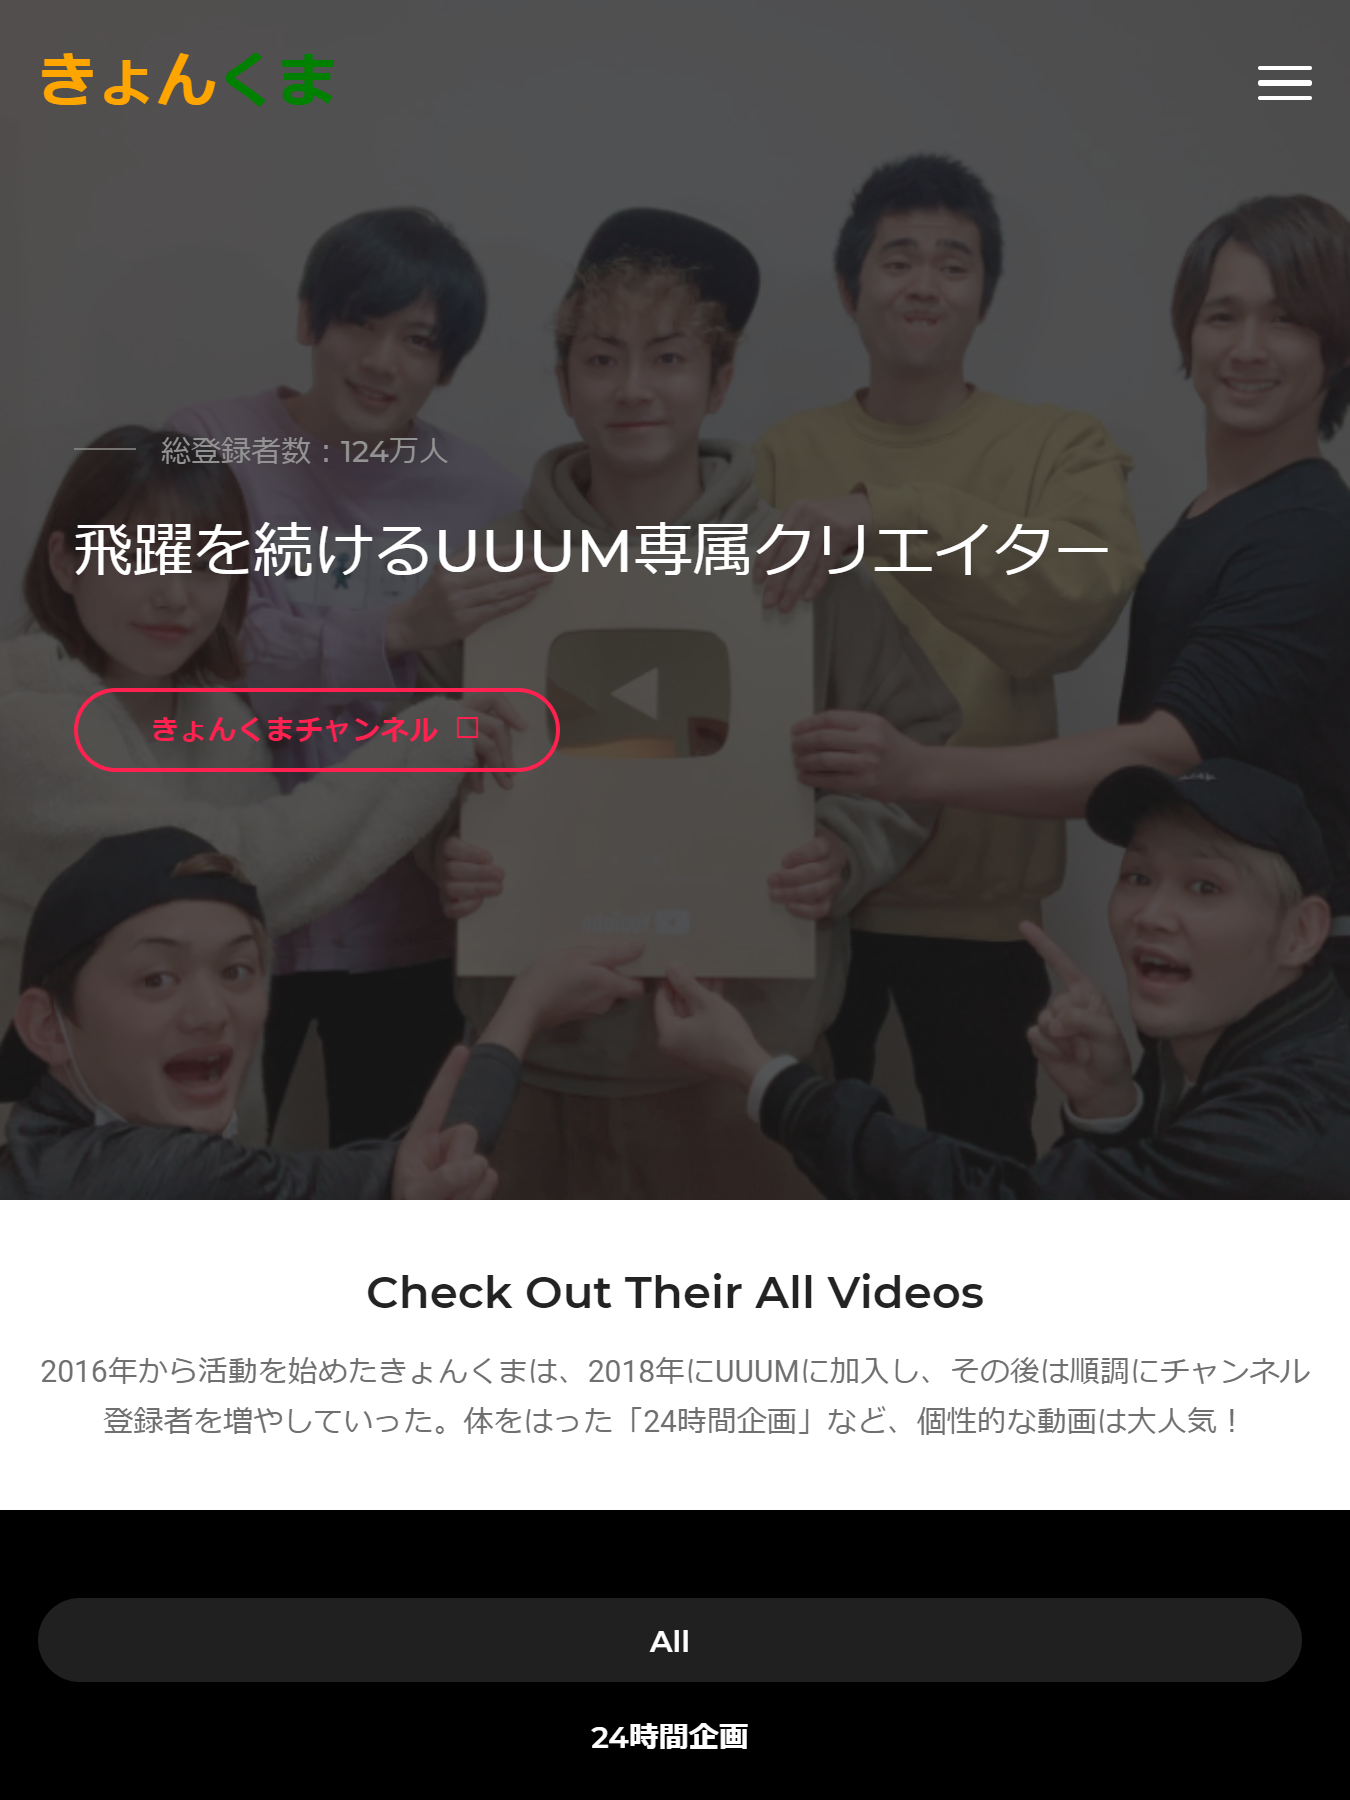 きょんくま
総登録者数：124万人
飛躍を続けるUUUM専属クリエイター
きょんくまチャンネル
Check Out Their All Videos
2016年から活動を始めたきょんくまは、2018年にUUUMに加入し、その後は順調にチャンネル
登録者を増やしていった。体をはった「24時間企画」など、個性的な動画は大人気！
All
24時間企画